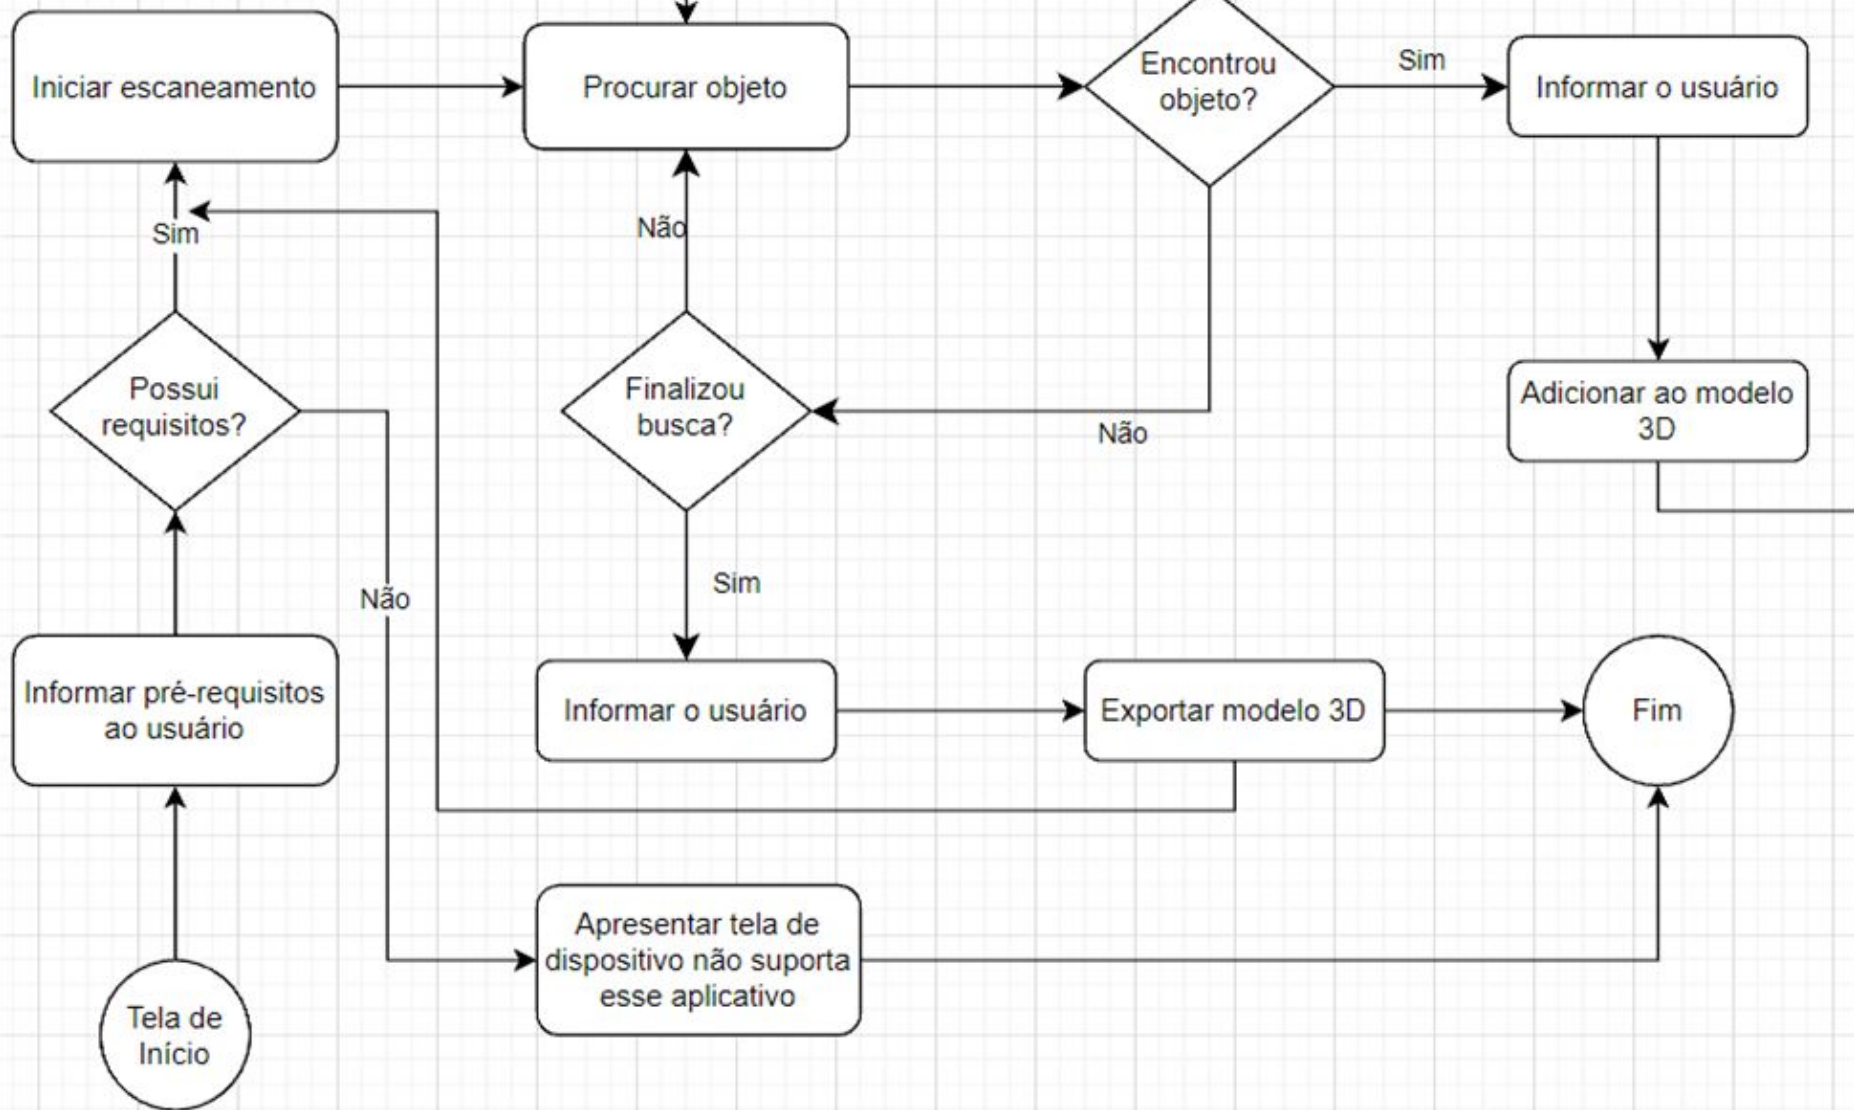 Iniciar escaneamento
Procurar objeto
Encontrou
objeto?
Sim
Informar o usuário
Sim
Não
Possui
requisitos?
Finalizou
busca?
Não
Adicionar ao modelo
3D
Não
Sim
Informar pré-requisitos
ao usuário
Informar o usuário
Exportar modelo 3D
Fim
Apresentar tela de
dispositivo não suporta
esse aplicativo
Tela de
Início